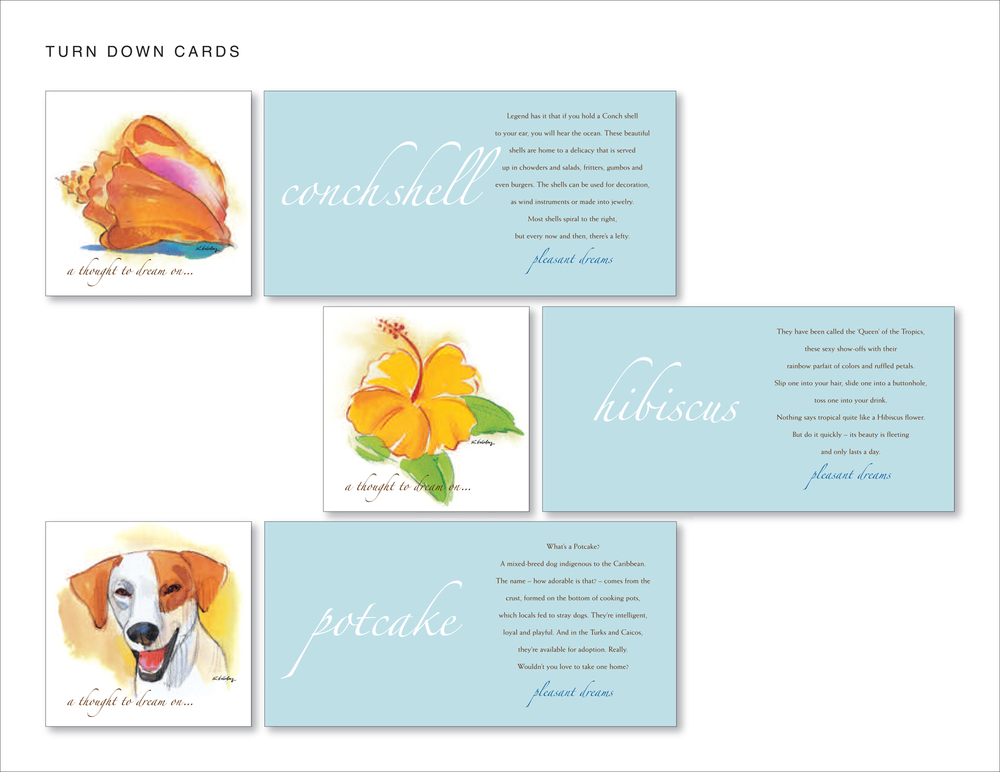 TURN DOWN CARDS
a thought to dream on...
conch shell
Legend has it that if you hold a Conch shell
to your ear, you will hear the ocean. These beautiful
shells are home to a delicacy that is served
up in chowders and salads, fritters, gumbos and
even burgers. The shells can be used for decoration,
as wind instruments or made into jewelry.
Most shells spiral to the right,
but every now and then, there's a lefty.
pleasant dreams
a thought to dream on...
hibiscus
They have been called the 'Queen' of the Tropics,
these sexy show-offs with their
rainbow parfait of colors and ruffled petals.
Slip one into your hair, slide one into a buttonhole,
toss one into your drink.
Nothing says tropical quite like a Hibiscus flower.
But do it quickly – its beauty is fleeting
and only lasts a day.
pleasant dreams
a thought to dream on...
potcake
What's a Potcake?
A mixed-breed dog indigenous to the Caribbean.
The name – how adorable is that? – comes from the
crust, formed on the bottom of cooking pots,
which locals fed to stray dogs. They're intelligent,
loyal and playful. And in the Turks and Caicos,
they're available for adoption. Really.
Wouldn't you love to take one home?
pleasant dreams